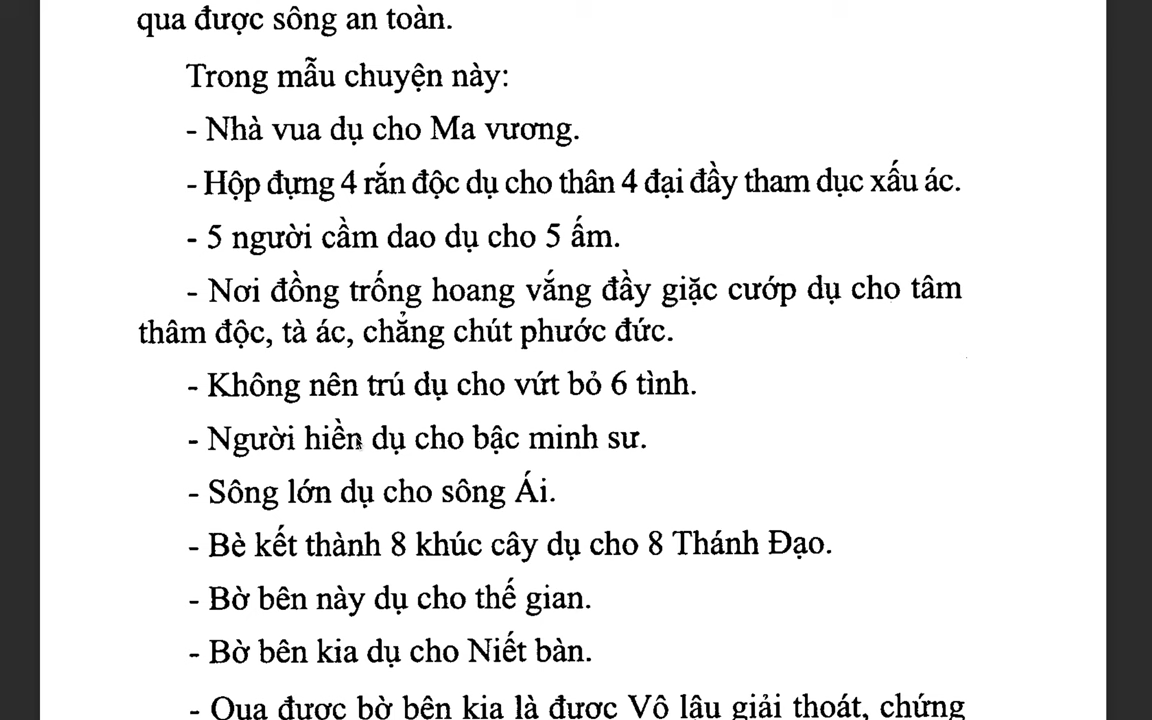 qua được sông an toàn.
Trong mẫu chuyện này:
- Nhà vua dụ cho Ma vương.
- Hộp đựng 4 rắn độc dụ cho thân 4 đại đầy tham dục xấu ác.
- 5 người cầm dao dụ cho 5 ấm.
- Nơi đồng trống hoang vắng đầy giặc cướp dụ cho tâm
thâm độc, tà ác, chẳng chút phước đức.
- Không nên trú dụ cho vứt bỏ 6 tình.
- Người hiền dụ cho bậc minh sư.
- Sông lớn dụ cho sông Ái.
- Bè kết thành 8 khúc cây dụ cho 8 Thánh Đạo.
- Bờ bên này dụ cho thế gian.
- Bờ bên kia dụ cho Niết bàn.
- Qua được bờ bên kia là được Vô lậu giải thoát, chứng